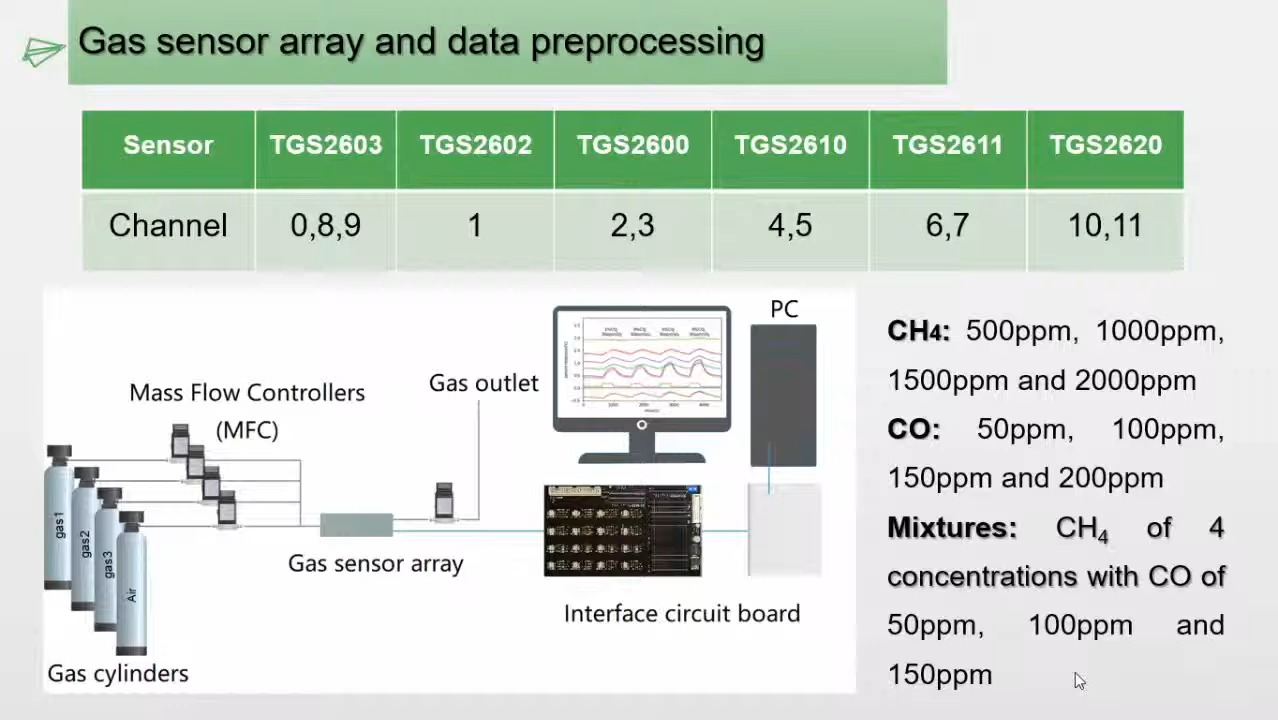 Gas sensor array and data preprocessing
Sensor TGS2603 TGS2602 TGS2600 TGS2610 TGS2611 TGS2620
Channel 0,8,9 1 2,3 4,5 6,7 10,11
PC
Gas outlet
Mass Flow Controllers
(MFC)
gas1
gas2
gas3
Air
Gas sensor array
Interface circuit board
Gas cylinders
CH4: 500ppm, 1000ppm,
1500ppm and 2000ppm
CO: 50ppm, 100ppm,
150ppm and 200ppm
Mixtures: CH4 of 4
concentrations with CO of
50ppm, 100ppm and
150ppm